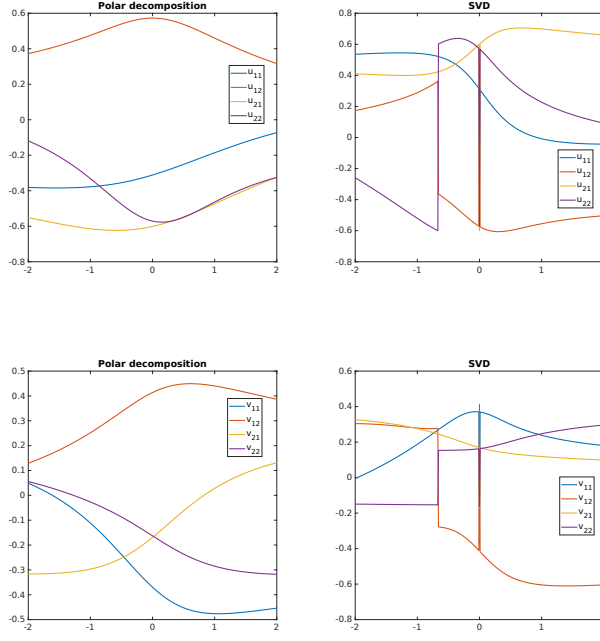 Polar decomposition
0.6
0.4
0.2
0
-0.2
-0.4
-0.6
-0.8
-2
-1
0
1
2
u11
u12
u21
u22
SVD
0.8
0.6
0.4
0.2
0
-0.2
-0.4
-0.6
-0.8
-2
-1
0
1
u11
u12
u21
u22
Polar decomposition
0.5
0.4
0.3
0.2
0.1
0
-0.1
-0.2
-0.3
-0.4
-0.5
-2
-1
0
1
2
v11
v12
v21
v22
SVD
0.6
0.4
0.2
0
-0.2
-0.4
-0.6
-0.8
-2
-1
0
1
v11
v12
v21
v22